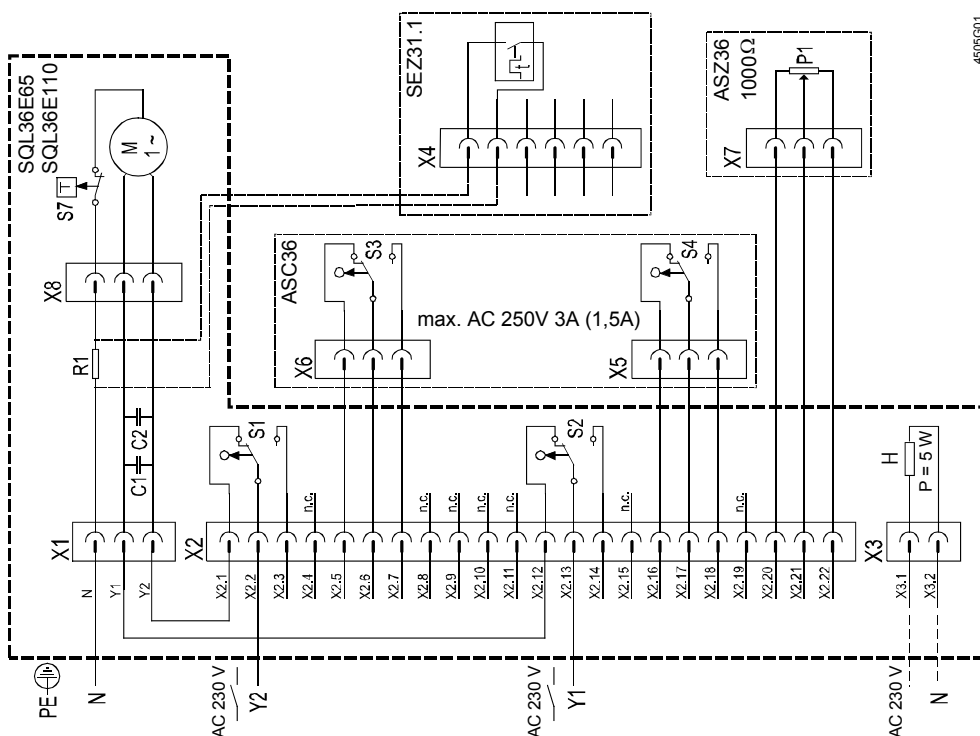 SQL36E65
SQL36E110
S7
T
M
1~
X8
R1
C1
C2
X1
N
Y1
Y2
SEZ31.1
X4
ASZ36
1000Ω
P1
X7
4505G01
ASC36
S3
S4
max. AC 250V 3A (1,5A)
X6
X5
S1
S2
H
P = 5 W
X2
X3
n.c.
n.c.
n.c.
n.c.
n.c.
n.c.
n.c.
X2.1
X2.2
X2.3
X2.4
X2.5
X2.6
X2.7
X2.8
X2.9
X2.10
X2.11
X2.12
X2.13
X2.14
X2.15
X2.16
X2.17
X2.18
X2.19
X2.20
X2.21
X2.22
X3.1
X3.2
PE
N
AC 230 V
Y2
AC 230 V
Y1
AC 230 V
N